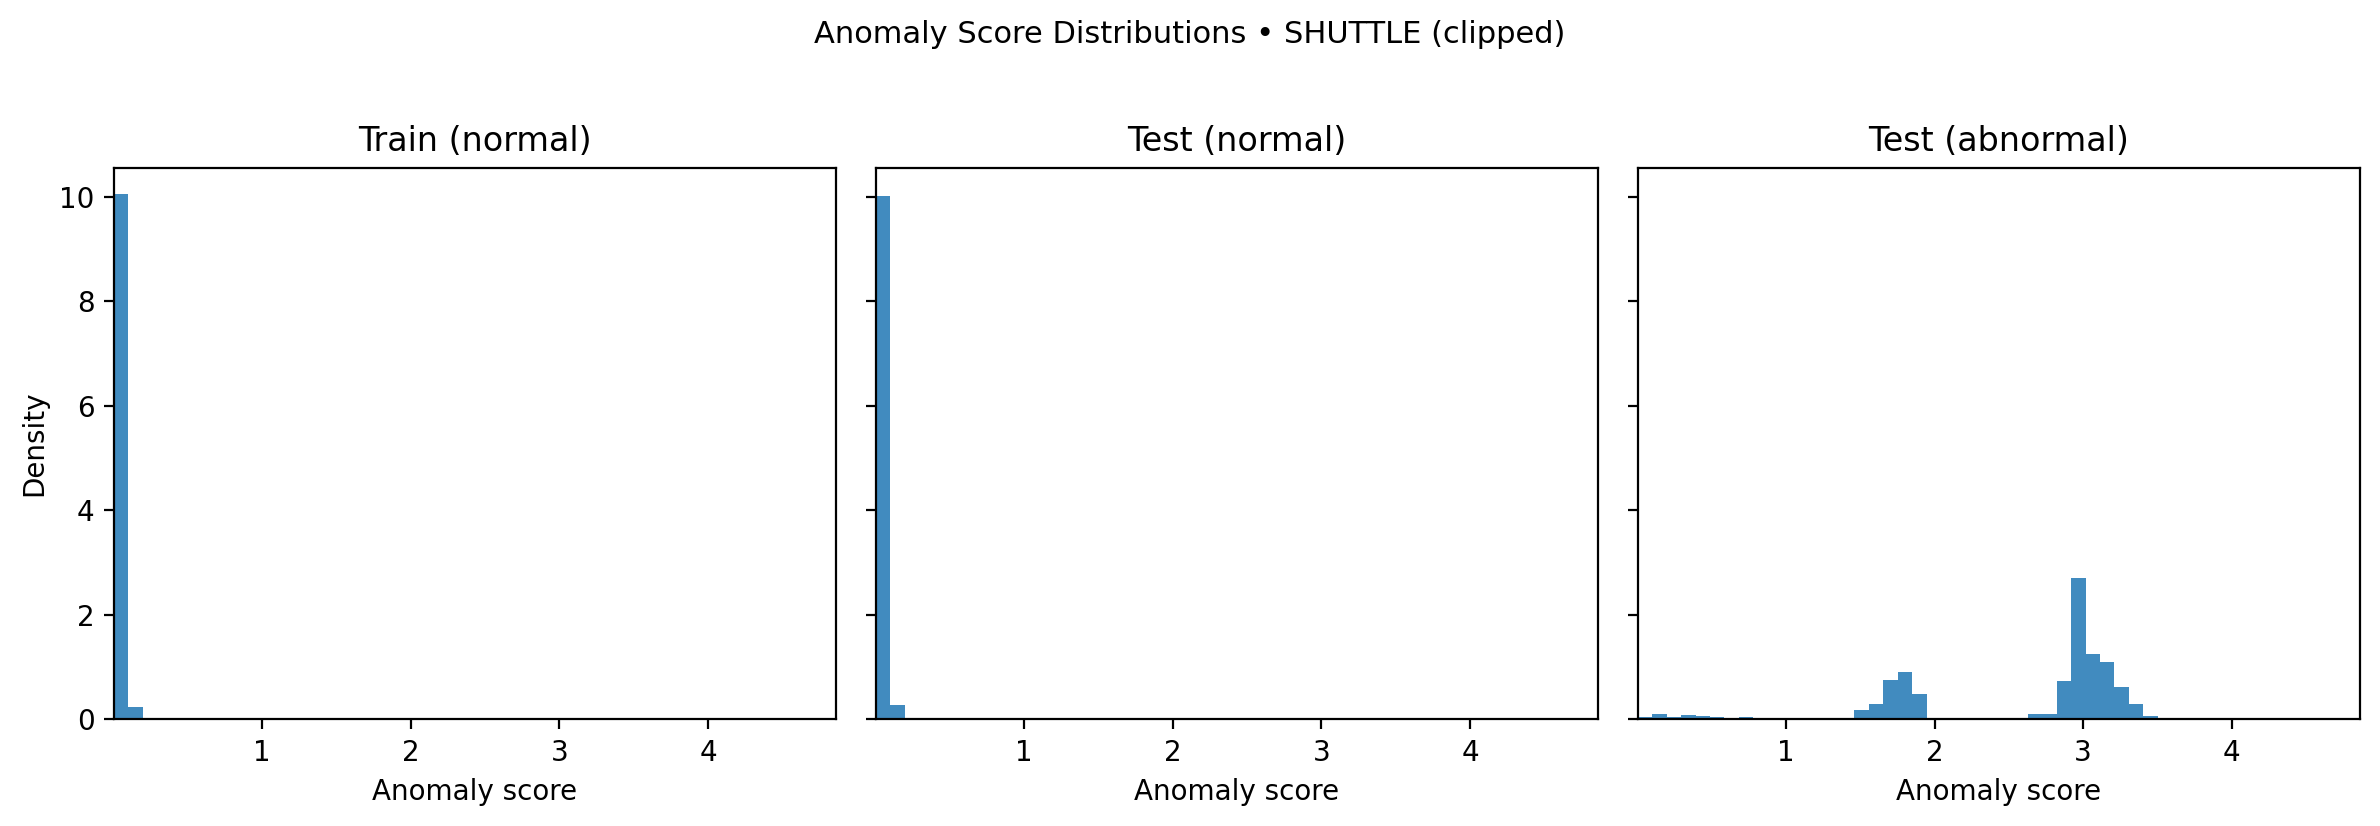 Anomaly Score Distributions • SHUTTLE (clipped)
Train (normal)
Test (normal)
Test (abnormal)
Density
10
8
6
4
2
0
1 2 3 4
1 2 3 4
1 2 3 4
Anomaly score
Anomaly score
Anomaly score